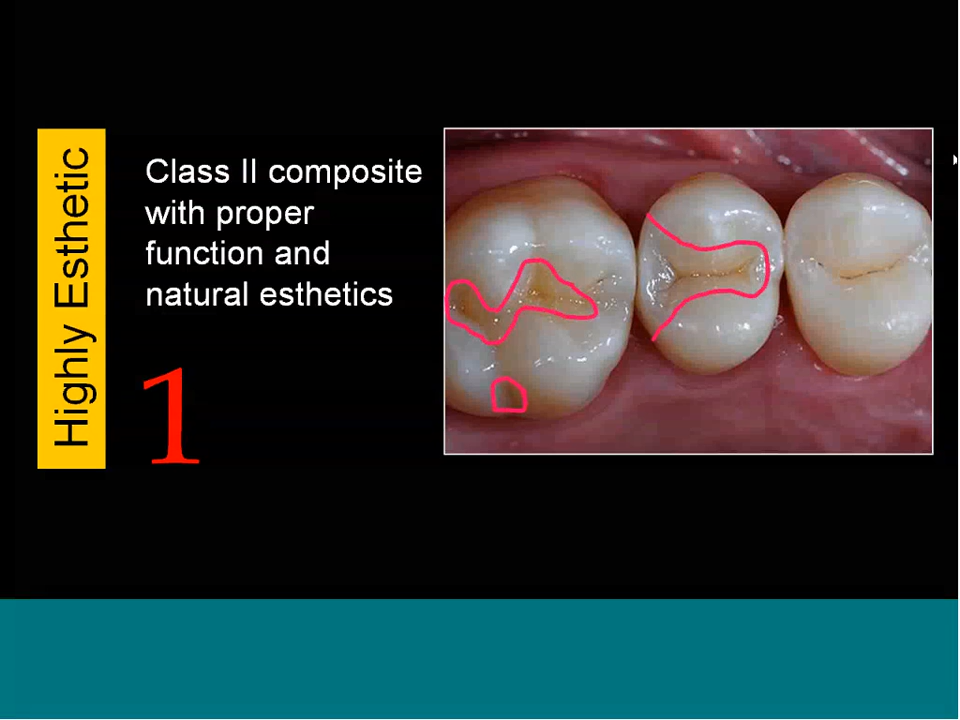 Highly Esthetic
Class II composite
with proper
function and
natural esthetics
1